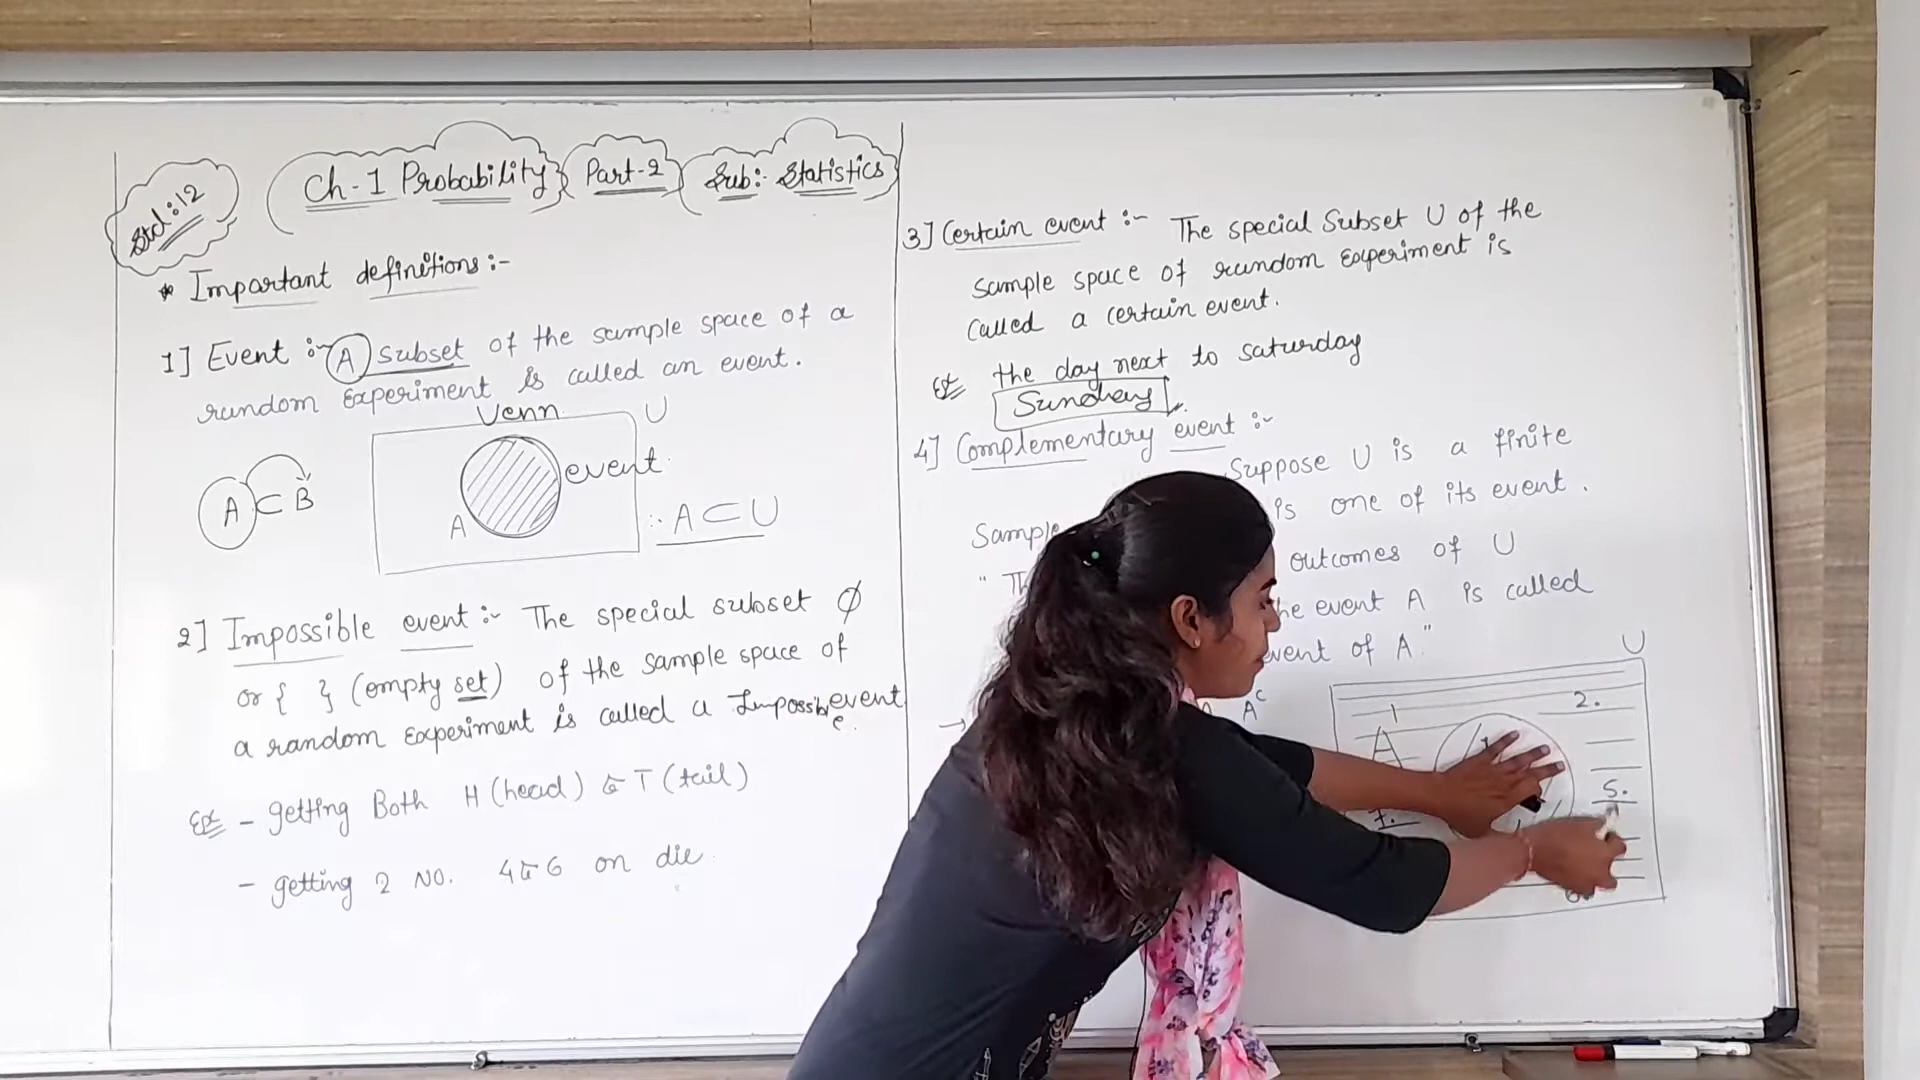 Std:12
Ch-1 Probability Part-2 Sub:- Statistics
* Important definitions:-
1] Event :- A subset of the sample space of a
random Experiment is called an event.
Venn
U
A ⊂ B
event
A
∴ A ⊂ U
2] Impossible event :- The special subset ϕ
or { } (empty set) of the sample space of
a random Experiment is called a Impossible event
Ex - getting Both H (head) & T (tail)
- getting 2 No. 4 & 6 on die
3] Certain event :- The special Subset U of the
sample space of random Experiment is
Called a certain event.
Ex the day next to saturday
Sunday
4] Complementary event :-
Suppose U is a finite
Sample is one of its event.
outcomes of U
event A is called
of A."
→ Aᶜ
U
2.
A'
5.
7.